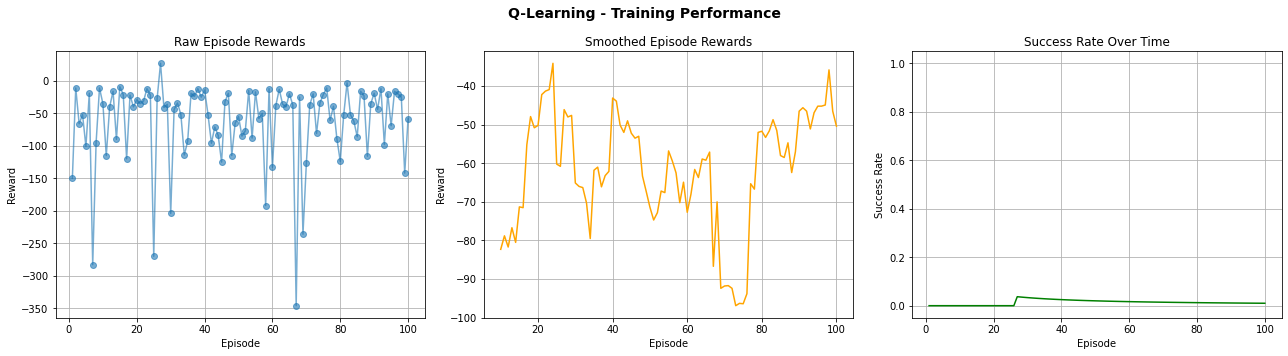 Q-Learning - Training Performance
Raw Episode Rewards
Reward
0
−50
−100
−150
−200
−250
−300
−350
0 20 40 60 80 100
Episode
Smoothed Episode Rewards
Reward
−40
−50
−60
−70
−80
−90
−100
20 40 60 80 100
Episode
Success Rate Over Time
Success Rate
1.0
0.8
0.6
0.4
0.2
0.0
0 20 40 60 80 100
Episode